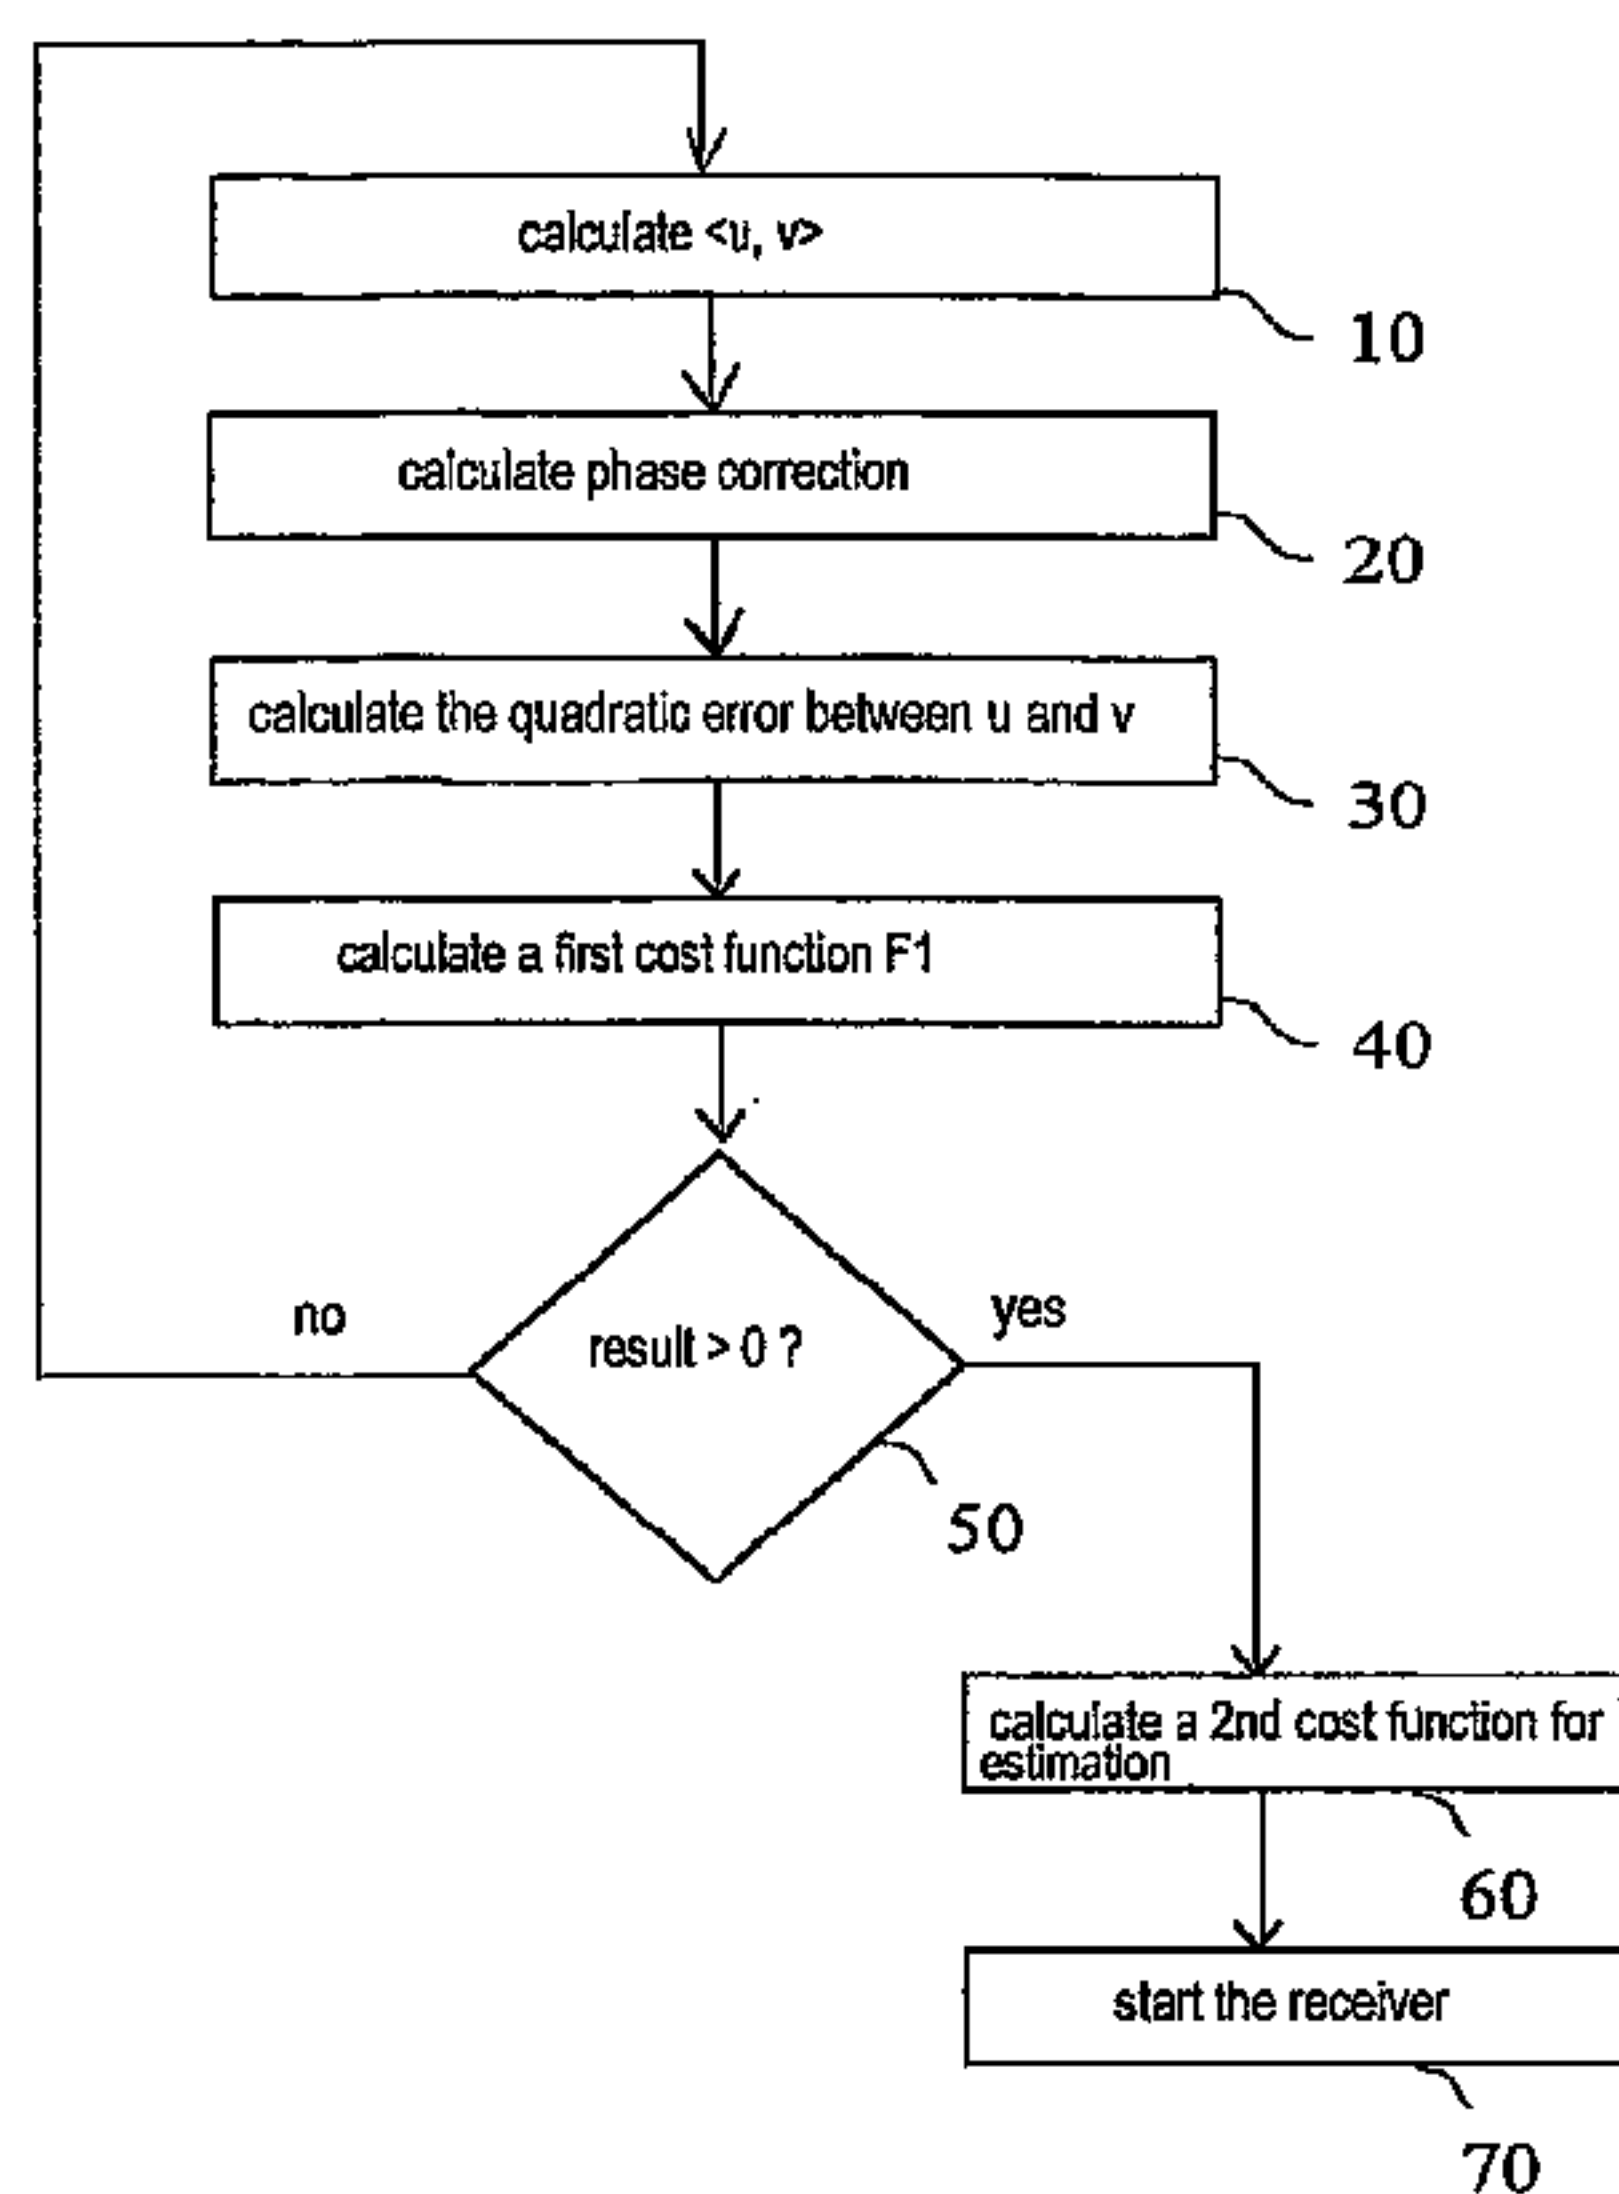 calculate <u, v>
10
calculate phase correction
20
calculate the quadratic error between u and v
30
calculate a first cost function F1
40
no
result > 0 ?
yes
50
calculate a 2nd cost function for
estimation
60
start the receiver
70